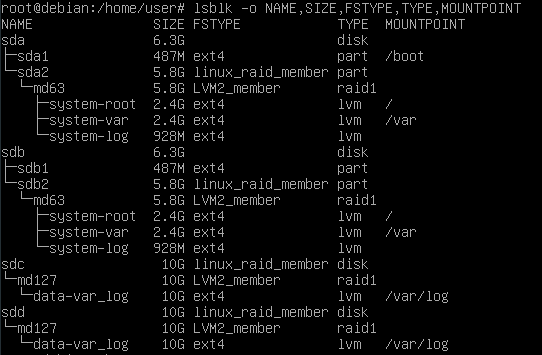 root@debian:/home/user# lsblk -o NAME,SIZE,FSTYPE,TYPE,MOUNTPOINT
NAME                SIZE FSTYPE            TYPE  MOUNTPOINT
sda                 6.3G                   disk
├─sda1              487M ext4              part  /boot
└─sda2              5.8G linux_raid_member part
  └─md63            5.8G LVM2_member       raid1
    ├─system-root   2.4G ext4              lvm   /
    ├─system-var    2.4G ext4              lvm   /var
    └─system-log    928M ext4              lvm
sdb                 6.3G                   disk
├─sdb1              487M ext4              part
└─sdb2              5.8G linux_raid_member part
  └─md63            5.8G LVM2_member       raid1
    ├─system-root   2.4G ext4              lvm   /
    ├─system-var    2.4G ext4              lvm   /var
    └─system-log    928M ext4              lvm
sdc                  10G linux_raid_member disk
└─md127              10G LVM2_member       raid1
  └─data-var_log     10G ext4              lvm   /var/log
sdd                  10G linux_raid_member disk
└─md127              10G LVM2_member       raid1
  └─data-var_log     10G ext4              lvm   /var/log